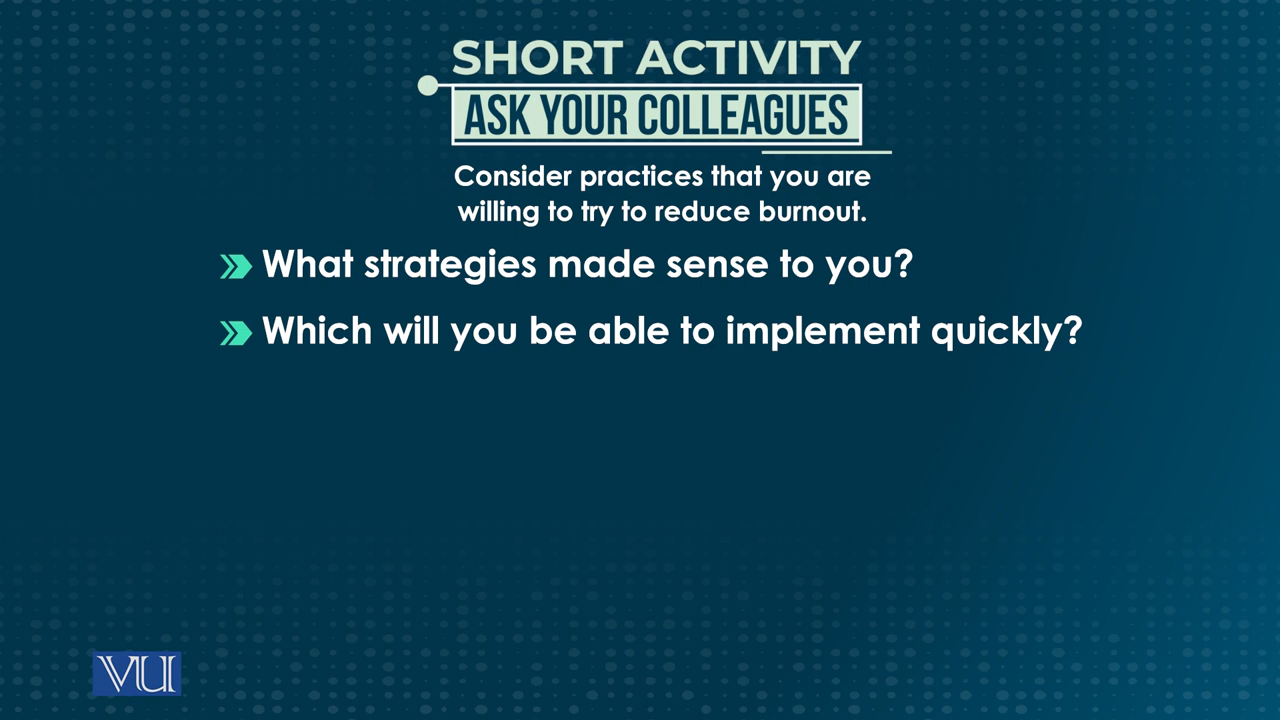 SHORT ACTIVITY
ASK YOUR COLLEAGUES
Consider practices that you are
willing to try to reduce burnout.
What strategies made sense to you?
Which will you be able to implement quickly?
VU